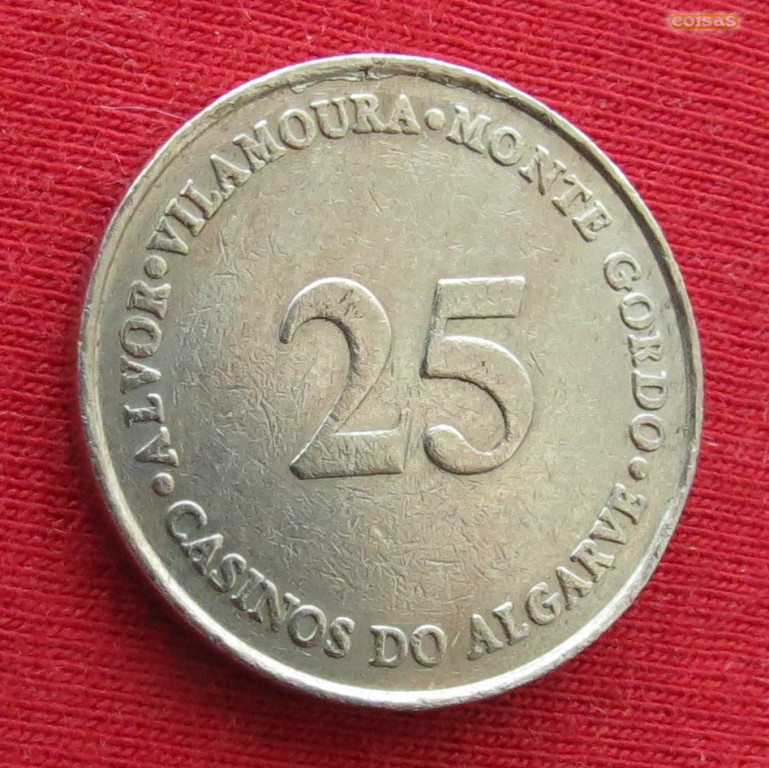 coisas
•ALVOR•VILAMOURA•MONTE GORDO•
25
CASINOS DO ALGARVE